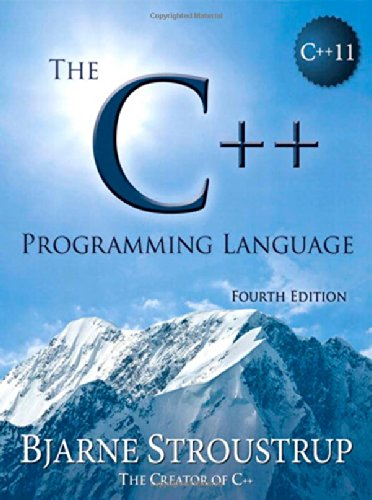 C++11
THE
C++
PROGRAMMING LANGUAGE
FOURTH EDITION
BJARNE STROUSTRUP
THE CREATOR OF C++